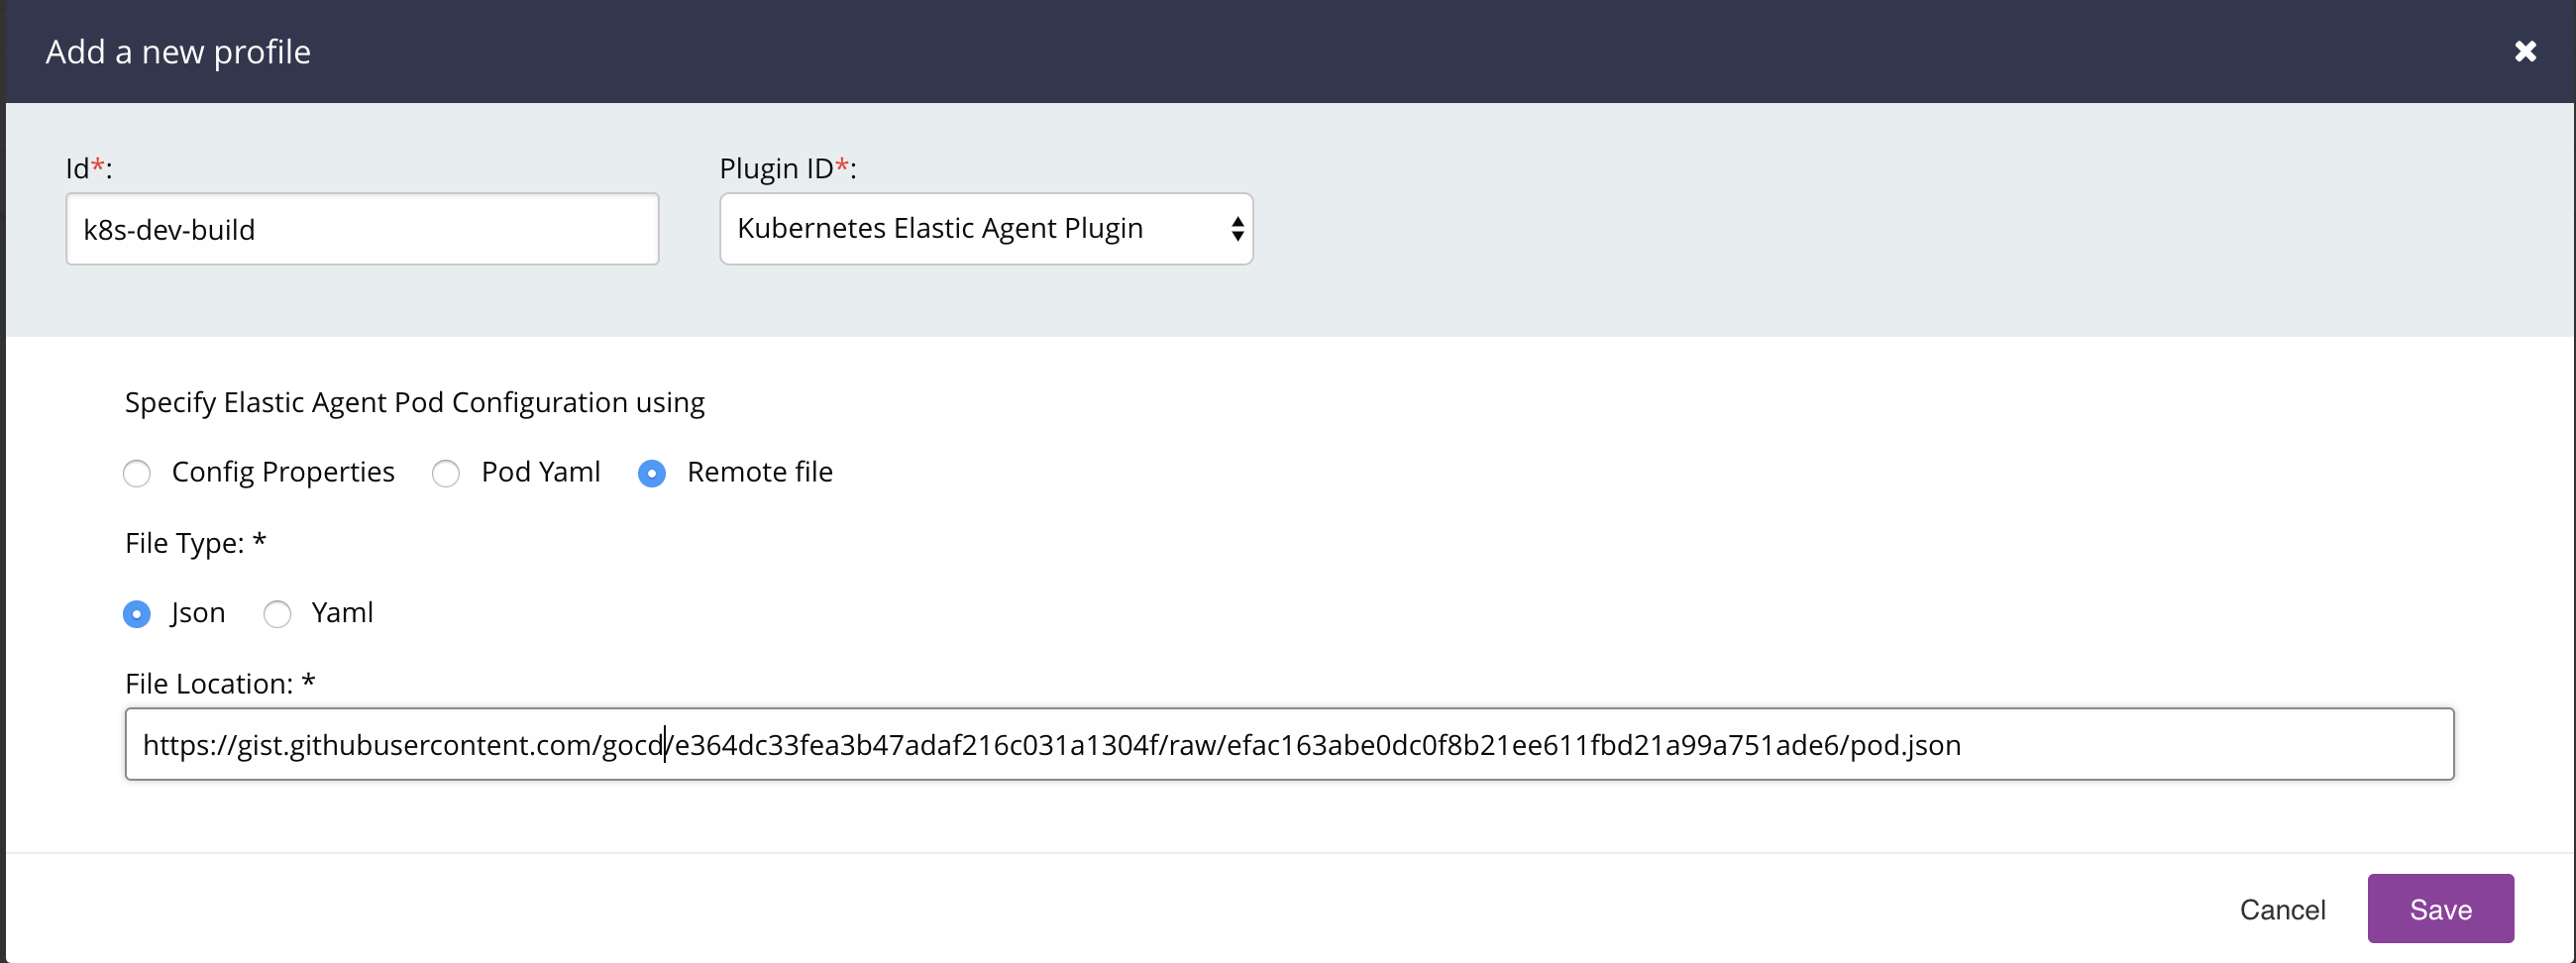 Add a new profile
Id*: Plugin ID*:
k8s-dev-build Kubernetes Elastic Agent Plugin
Specify Elastic Agent Pod Configuration using
Config Properties Pod Yaml Remote file
File Type: *
Json Yaml
File Location: *
https://gist.githubusercontent.com/gocd/e364dc33fea3b47adaf216c031a1304f/raw/efac163abe0dc0f8b21ee611fbd21a99a751ade6/pod.json
Cancel Save